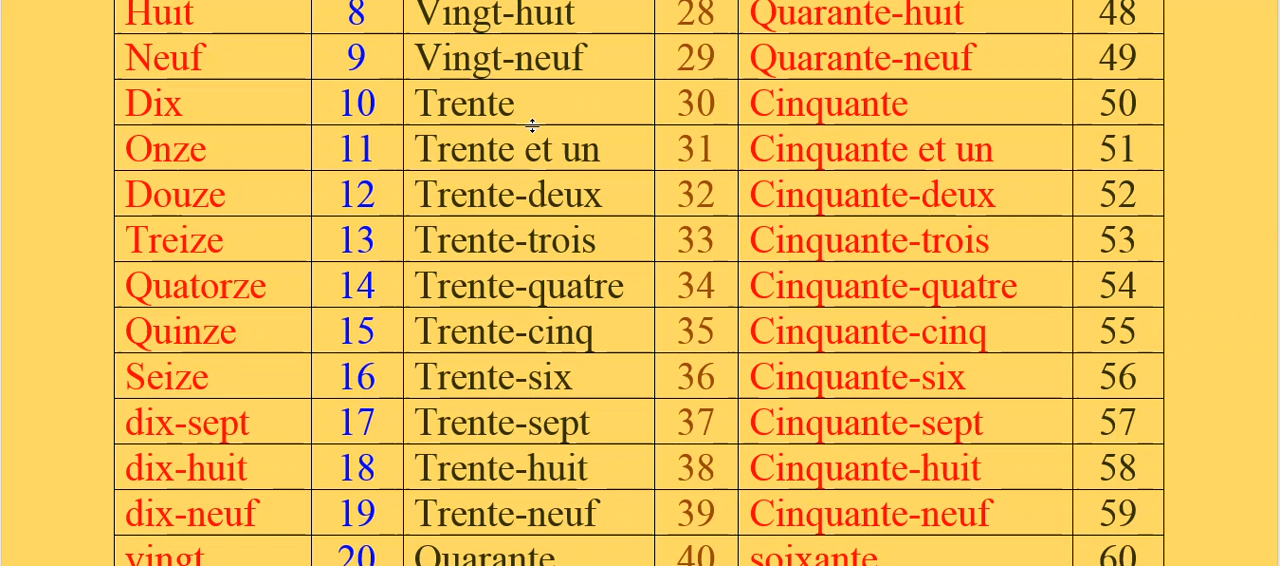 Huit 8 Vingt-huit 28 Quarante-huit 48
Neuf 9 Vingt-neuf 29 Quarante-neuf 49
Dix 10 Trente 30 Cinquante 50
Onze 11 Trente et un 31 Cinquante et un 51
Douze 12 Trente-deux 32 Cinquante-deux 52
Treize 13 Trente-trois 33 Cinquante-trois 53
Quatorze 14 Trente-quatre 34 Cinquante-quatre 54
Quinze 15 Trente-cinq 35 Cinquante-cinq 55
Seize 16 Trente-six 36 Cinquante-six 56
dix-sept 17 Trente-sept 37 Cinquante-sept 57
dix-huit 18 Trente-huit 38 Cinquante-huit 58
dix-neuf 19 Trente-neuf 39 Cinquante-neuf 59
vingt 20 Quarante 40 soixante 60